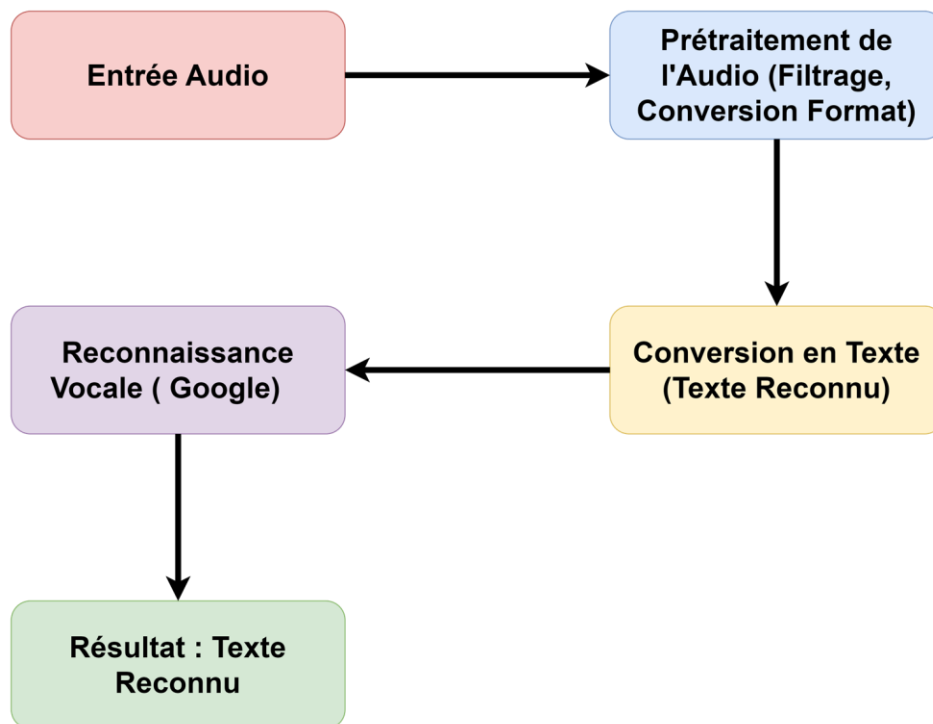 Entrée Audio
Prétraitement de
l'Audio (Filtrage,
Conversion Format)
Reconnaissance
Vocale ( Google)
Conversion en Texte
(Texte Reconnu)
Résultat : Texte
Reconnu